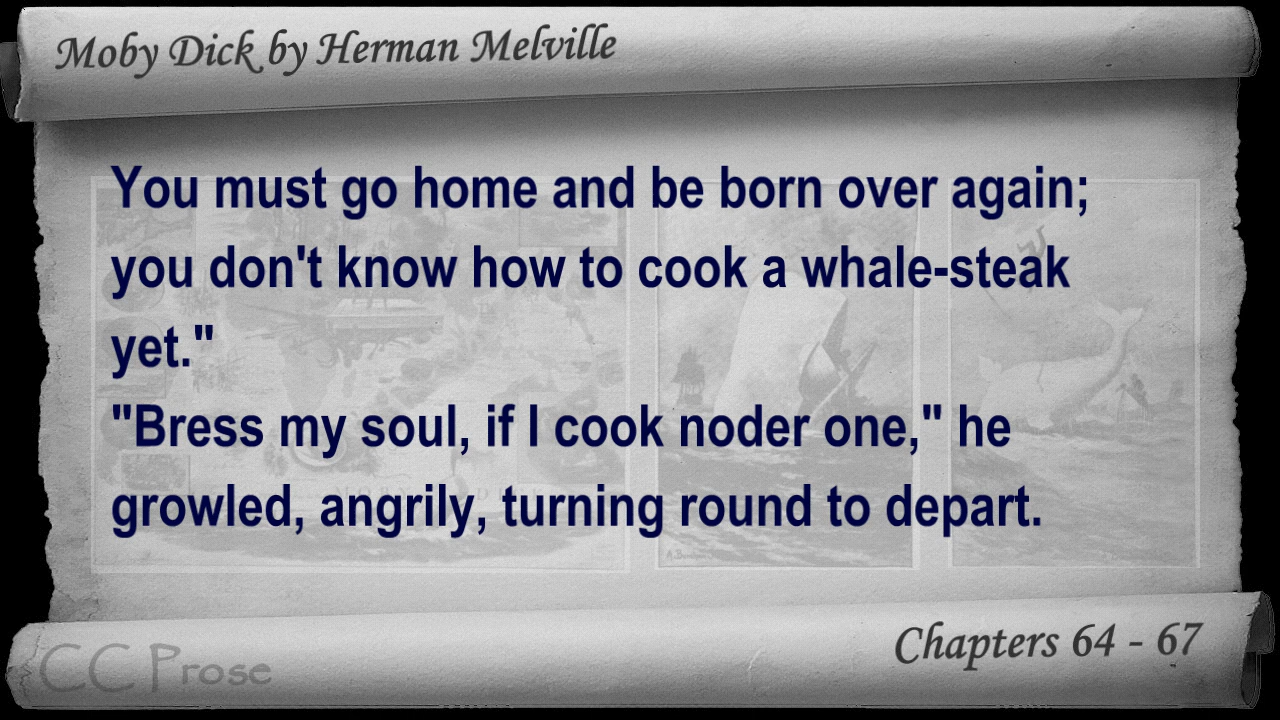 Moby Dick by Herman Melville
You must go home and be born over again;
you don't know how to cook a whale-steak
yet."
"Bress my soul, if I cook noder one," he
growled, angrily, turning round to depart.
Chapters 64 - 67
CC Prose